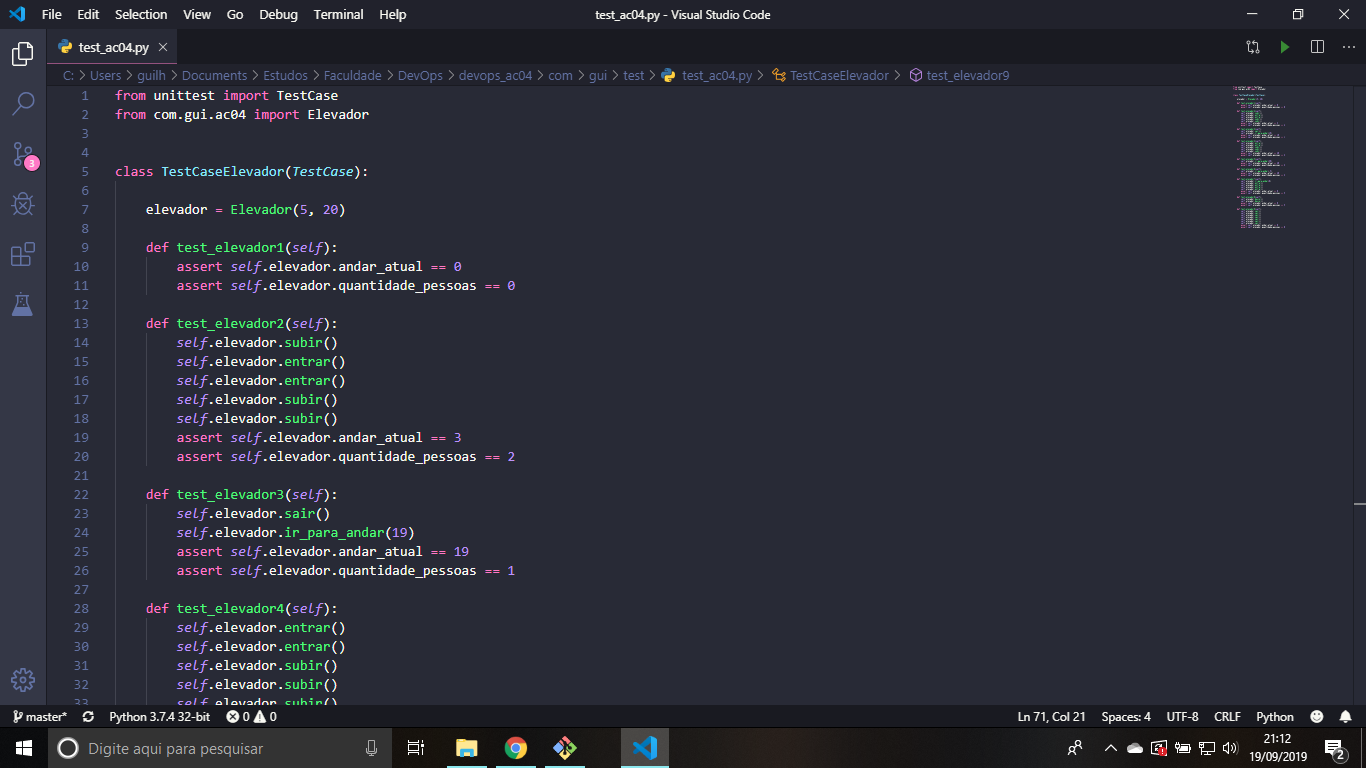 File Edit Selection View Go Debug Terminal Help test_ac04.py - Visual Studio Code
test_ac04.py
C: > Users > guilh > Documents > Estudos > Faculdade > DevOps > devops_ac04 > com > gui > test > test_ac04.py > TestCaseElevador > test_elevador9
1 from unittest import TestCase
2 from com.gui.ac04 import Elevador
3
4
5 class TestCaseElevador(TestCase):
6
7 elevador = Elevador(5, 20)
8
9 def test_elevador1(self):
10 assert self.elevador.andar_atual == 0
11 assert self.elevador.quantidade_pessoas == 0
12
13 def test_elevador2(self):
14 self.elevador.subir()
15 self.elevador.entrar()
16 self.elevador.entrar()
17 self.elevador.subir()
18 self.elevador.subir()
19 assert self.elevador.andar_atual == 3
20 assert self.elevador.quantidade_pessoas == 2
21
22 def test_elevador3(self):
23 self.elevador.sair()
24 self.elevador.ir_para_andar(19)
25 assert self.elevador.andar_atual == 19
26 assert self.elevador.quantidade_pessoas == 1
27
28 def test_elevador4(self):
29 self.elevador.entrar()
30 self.elevador.entrar()
31 self.elevador.subir()
32 self.elevador.subir()
33 self.elevador.subir()
3
master* Python 3.7.4 32-bit 0 0 Ln 71, Col 21 Spaces: 4 UTF-8 CRLF Python
Digite aqui para pesquisar
21:12
19/09/2019
2